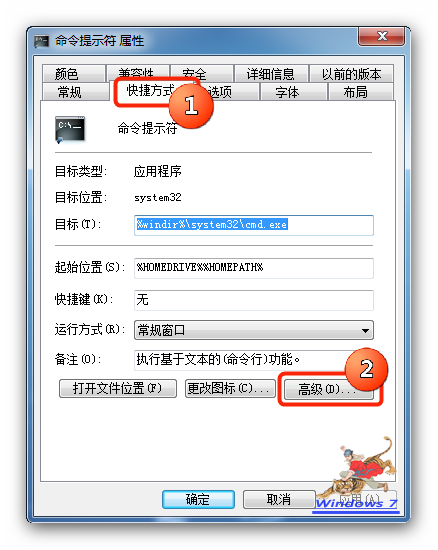 命令提示符 属性
颜色 兼容性 安全 详细信息 以前的版本
常规 快捷方式 选项 字体 布局
1
C:\_
命令提示符
目标类型: 应用程序
目标位置: system32
目标(T): %windir%\system32\cmd.exe
起始位置(S): %HOMEDRIVE%%HOMEPATH%
快捷键(K): 无
运行方式(R): 常规窗口
备注(O): 执行基于文本的(命令行)功能。
2
打开文件位置(F) 更改图标(C)... 高级(D)...
确定 取消 应用(A)
Windows 7